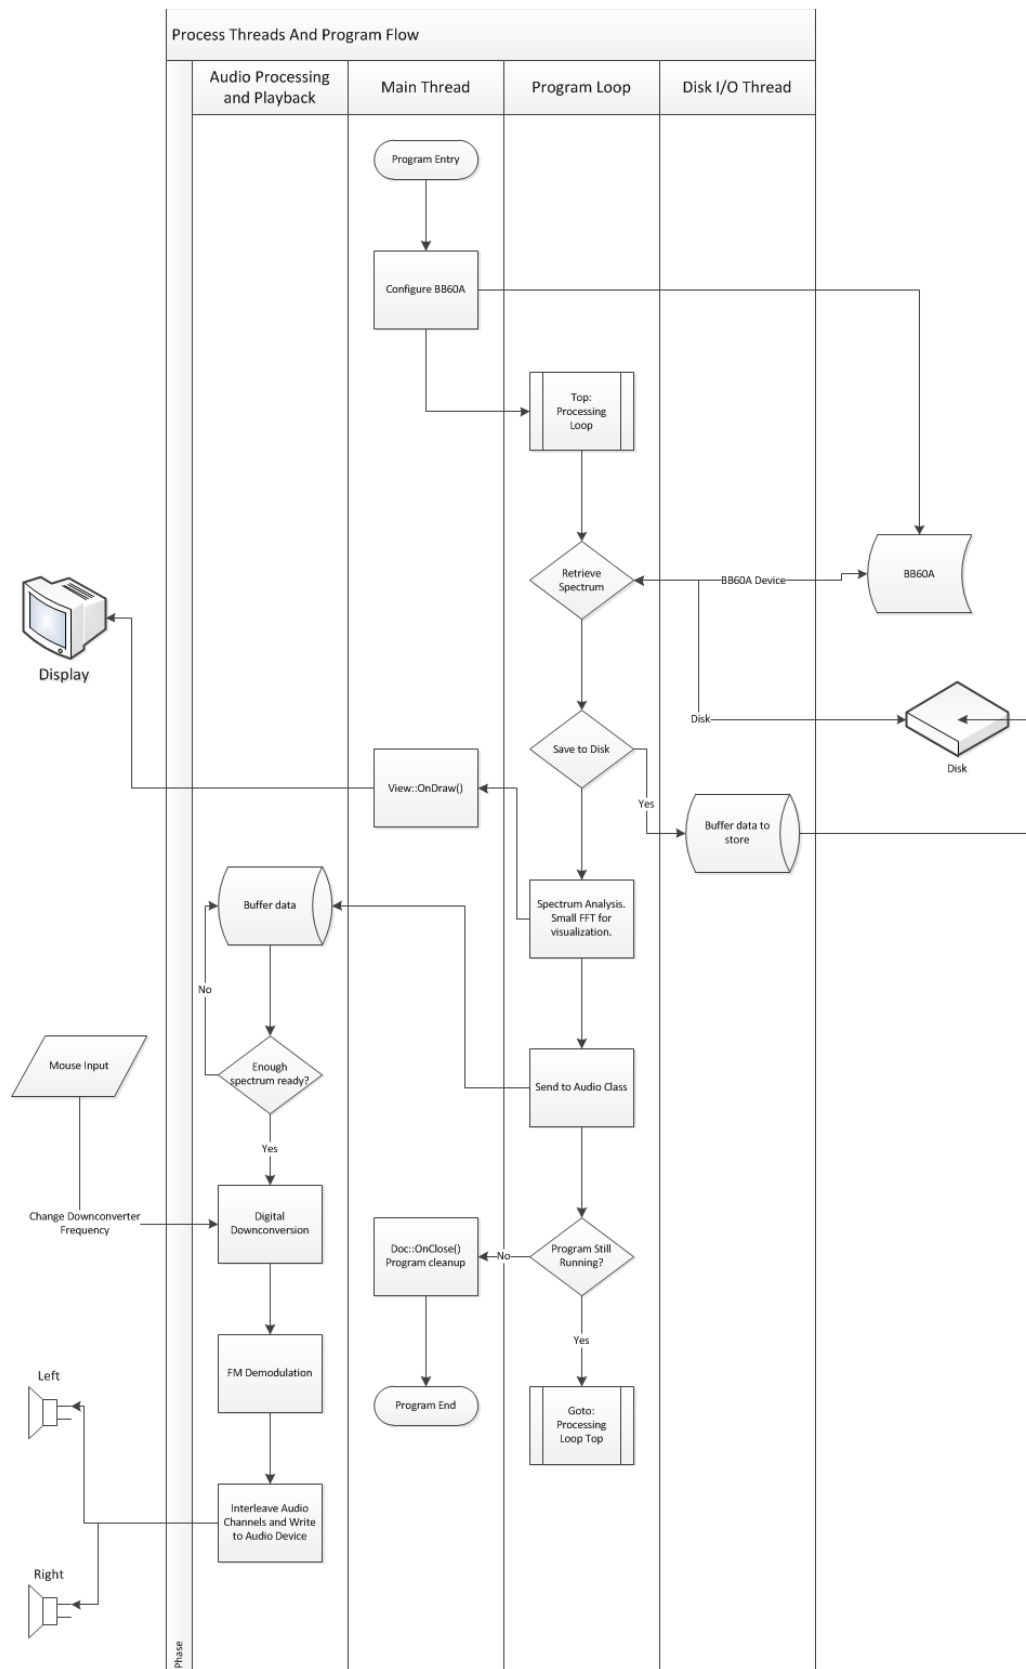 Process Threads And Program Flow
Audio Processing
and Playback
Main Thread
Program Loop
Disk I/O Thread
Program Entry
Configure BB60A
Top:
Processing
Loop
Retrieve
Spectrum
BB60A Device
BB60A
Display
Disk
Disk
Save to Disk
View::OnDraw()
Yes
Buffer data to
store
Buffer data
Spectrum Analysis.
Small FFT for
visualization.
No
Mouse Input
Enough
spectrum ready?
Send to Audio Class
Yes
Change Downconverter
Frequency
Digital
Downconversion
Doc::OnClose()
Program cleanup
No
Program Still
Running?
Yes
FM Demodulation
Left
Program End
Goto:
Processing
Loop Top
Interleave Audio
Channels and Write
to Audio Device
Right
Phase